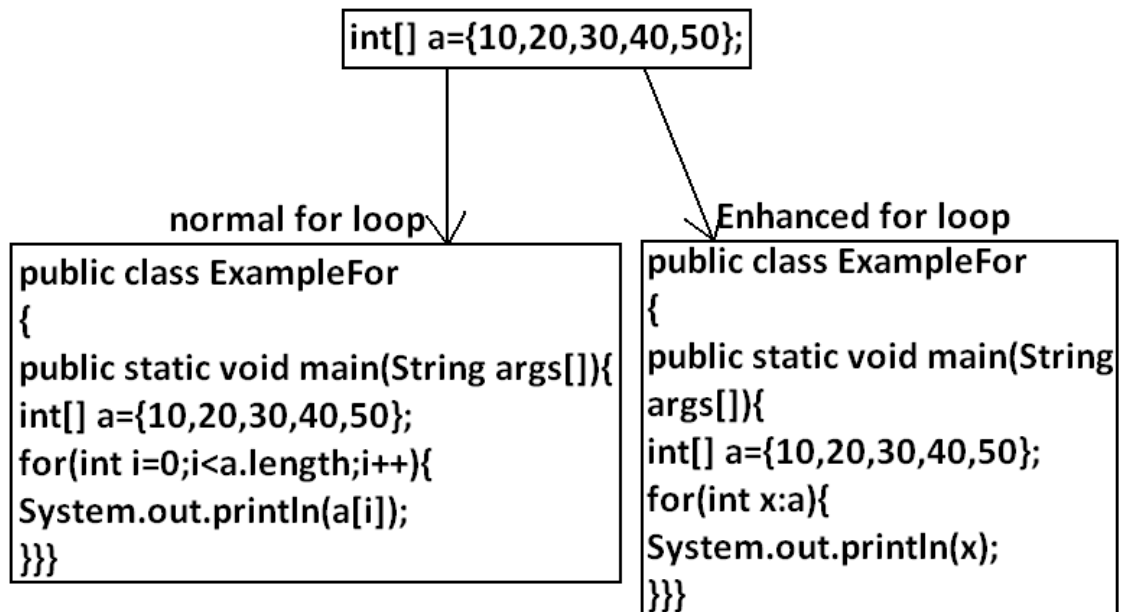 int[] a={10,20,30,40,50};
normal for loop
public class ExampleFor
{
public static void main(String args[]){
int[] a={10,20,30,40,50};
for(int i=0;i<a.length;i++){
System.out.println(a[i]);
}}}
Enhanced for loop
public class ExampleFor
{
public static void main(String
args[]){
int[] a={10,20,30,40,50};
for(int x:a){
System.out.println(x);
}}}